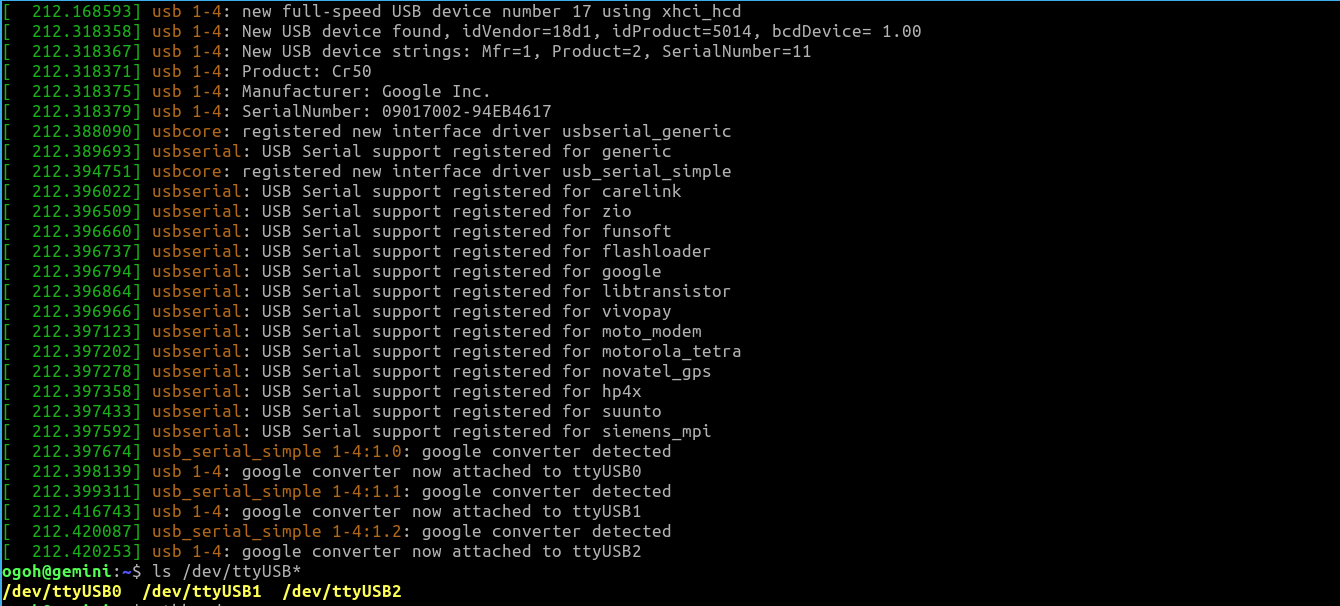 [  212.168593] usb 1-4: new full-speed USB device number 17 using xhci_hcd
[  212.318358] usb 1-4: New USB device found, idVendor=18d1, idProduct=5014, bcdDevice= 1.00
[  212.318367] usb 1-4: New USB device strings: Mfr=1, Product=2, SerialNumber=11
[  212.318371] usb 1-4: Product: Cr50
[  212.318375] usb 1-4: Manufacturer: Google Inc.
[  212.318379] usb 1-4: SerialNumber: 09017002-94EB4617
[  212.388090] usbcore: registered new interface driver usbserial_generic
[  212.389693] usbserial: USB Serial support registered for generic
[  212.394751] usbcore: registered new interface driver usb_serial_simple
[  212.396022] usbserial: USB Serial support registered for carelink
[  212.396509] usbserial: USB Serial support registered for zio
[  212.396660] usbserial: USB Serial support registered for funsoft
[  212.396737] usbserial: USB Serial support registered for flashloader
[  212.396794] usbserial: USB Serial support registered for google
[  212.396864] usbserial: USB Serial support registered for libtransistor
[  212.396966] usbserial: USB Serial support registered for vivopay
[  212.397123] usbserial: USB Serial support registered for moto_modem
[  212.397202] usbserial: USB Serial support registered for motorola_tetra
[  212.397278] usbserial: USB Serial support registered for novatel_gps
[  212.397358] usbserial: USB Serial support registered for hp4x
[  212.397433] usbserial: USB Serial support registered for suunto
[  212.397592] usbserial: USB Serial support registered for siemens_mpi
[  212.397674] usb_serial_simple 1-4:1.0: google converter detected
[  212.398139] usb 1-4: google converter now attached to ttyUSB0
[  212.399311] usb_serial_simple 1-4:1.1: google converter detected
[  212.416743] usb 1-4: google converter now attached to ttyUSB1
[  212.420087] usb_serial_simple 1-4:1.2: google converter detected
[  212.420253] usb 1-4: google converter now attached to ttyUSB2
ogoh@gemini:~$ ls /dev/ttyUSB*
/dev/ttyUSB0  /dev/ttyUSB1  /dev/ttyUSB2